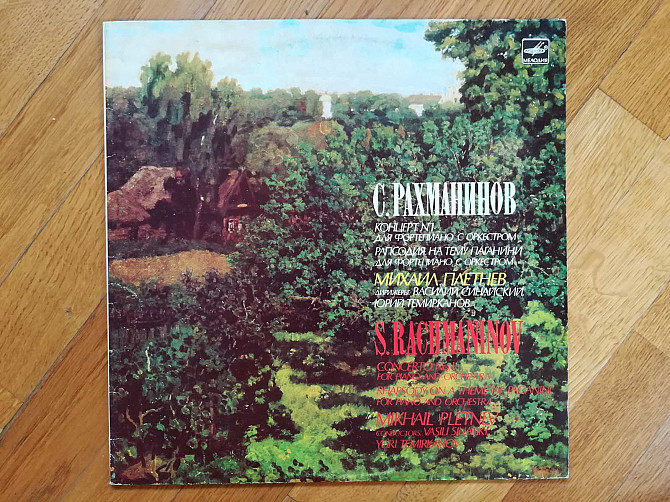 МЕЛОДИЯ
С. РАХМАНИНОВ
КОНЦЕРТ №1
ДЛЯ ФОРТЕПИАНО С ОРКЕСТРОМ
РАПСОДИЯ НА ТЕМУ ПАГАНИНИ
ДЛЯ ФОРТЕПИАНО С ОРКЕСТРОМ
МИХАИЛ ПЛЕТНЕВ
ДИРИЖЕРЫ: ВАСИЛИЙ СИНАЙСКИЙ
ЮРИЙ ТЕМИРКАНОВ
S. RACHMANINOV
CONCERTO No.1
FOR PIANO AND ORCHESTRA
RHAPSODY ON A THEME OF PAGANINI
FOR PIANO AND ORCHESTRA
MIKHAIL PLETNEV
CONDUCTORS: VASILI SINAISKI
YURI TEMIRKANOV